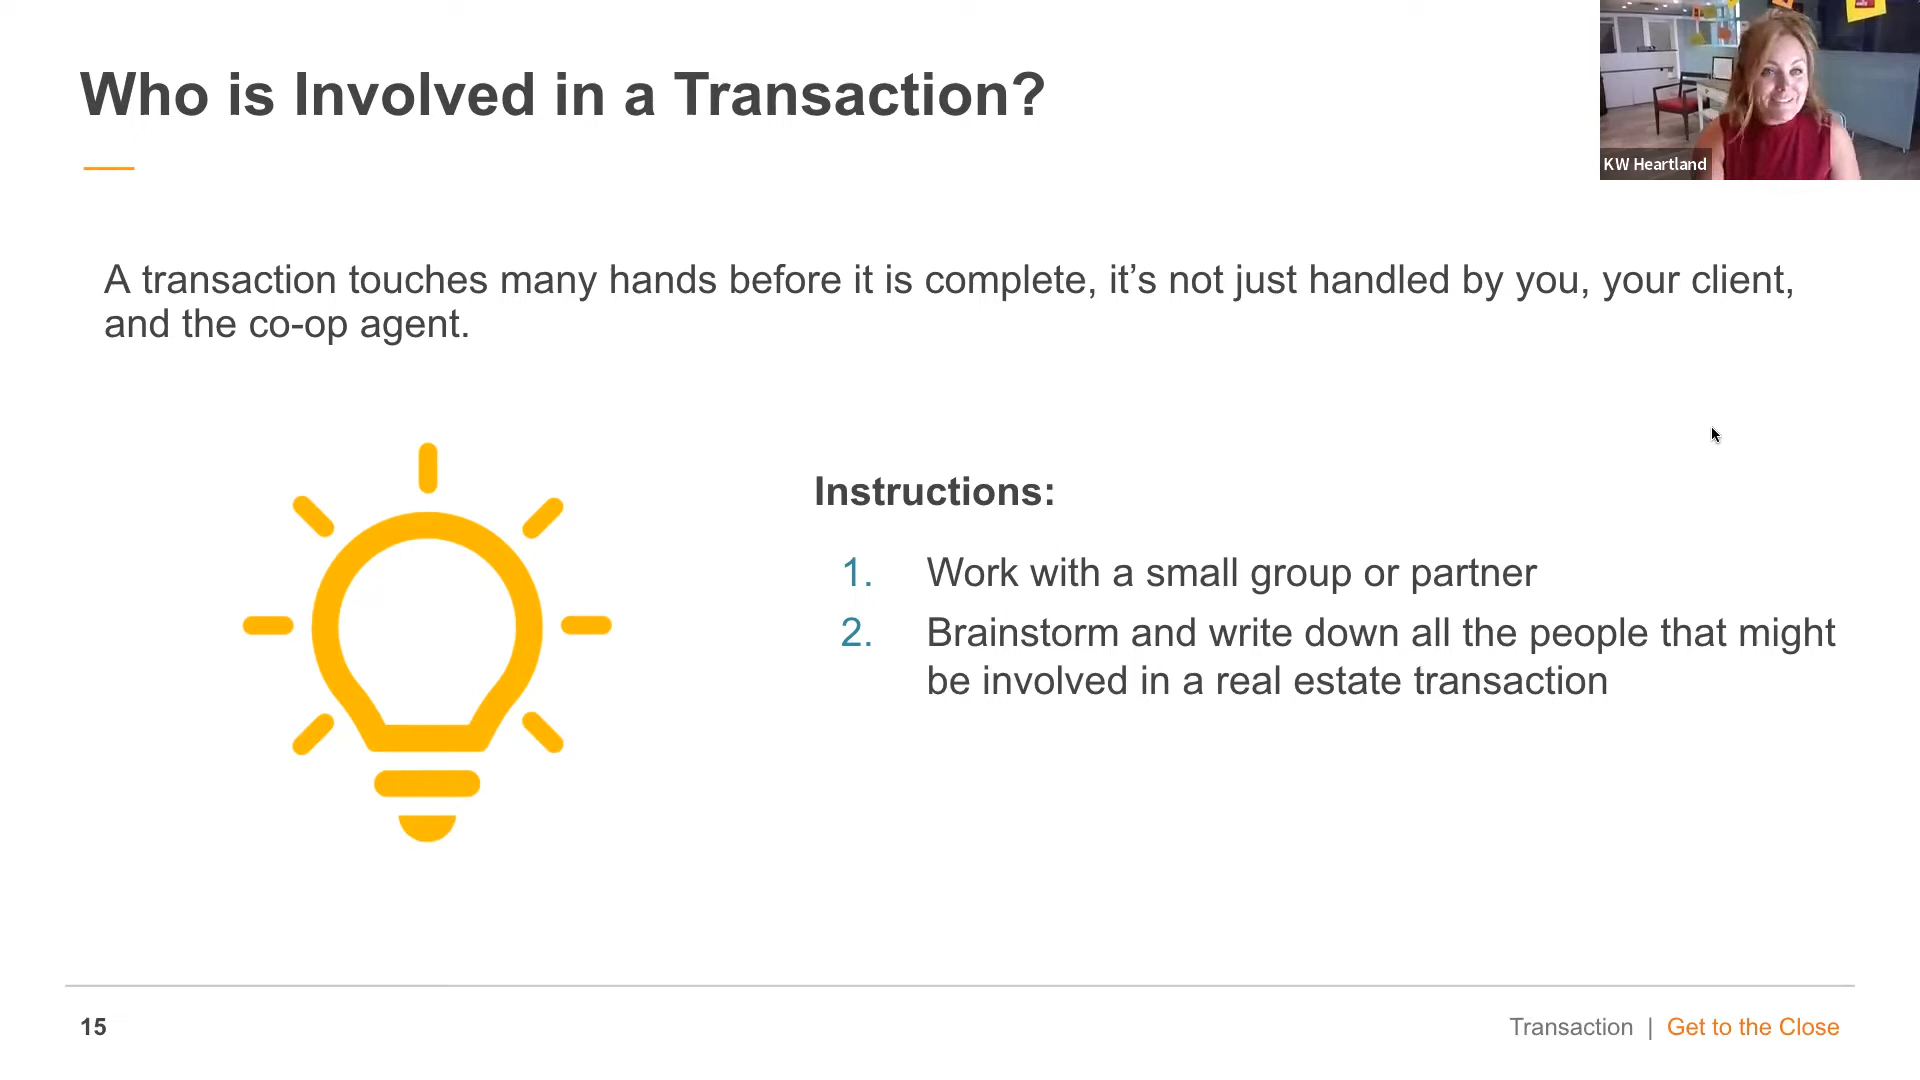 Who is Involved in a Transaction?
KW Heartland
A transaction touches many hands before it is complete, it’s not just handled by you, your client,
and the co-op agent.
Instructions:
1. Work with a small group or partner
2. Brainstorm and write down all the people that might
be involved in a real estate transaction
15
Transaction | Get to the Close